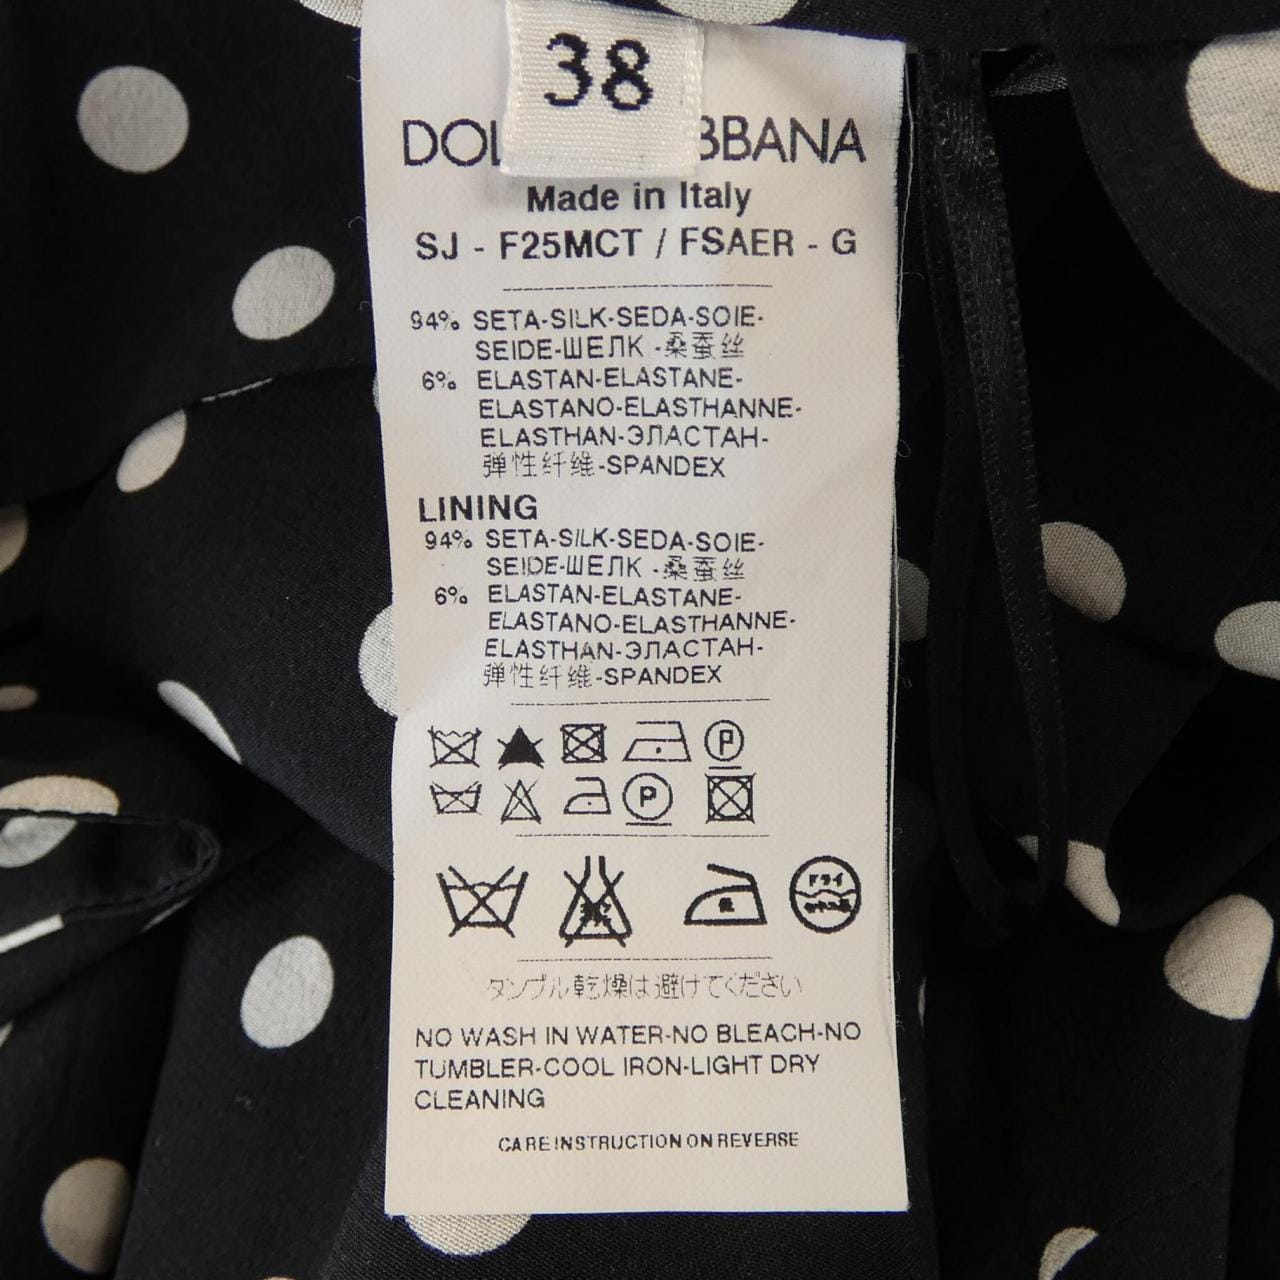 38
DOL BBANA
Made in Italy
SJ - F25MCT / FSAER - G
94% SETA-SILK-SEDA-SOIE-
SEIDE-ШЕЛК -桑蚕丝
6% ELASTAN-ELASTANE-
ELASTANO-ELASTHANNE-
ELASTHAN-ЭЛАСТАН-
弹性纤维-SPANDEX
LINING
94% SETA-SILK-SEDA-SOIE-
SEIDE-ШЕЛК -桑蚕丝
6% ELASTAN-ELASTANE-
ELASTANO-ELASTHANNE-
ELASTHAN-ЭЛАСТАН-
弹性纤维-SPANDEX
P
P
ドライ
タンブル乾燥は避けてください
NO WASH IN WATER-NO BLEACH-NO
TUMBLER-COOL IRON-LIGHT DRY
CLEANING
CARE INSTRUCTION ON REVERSE